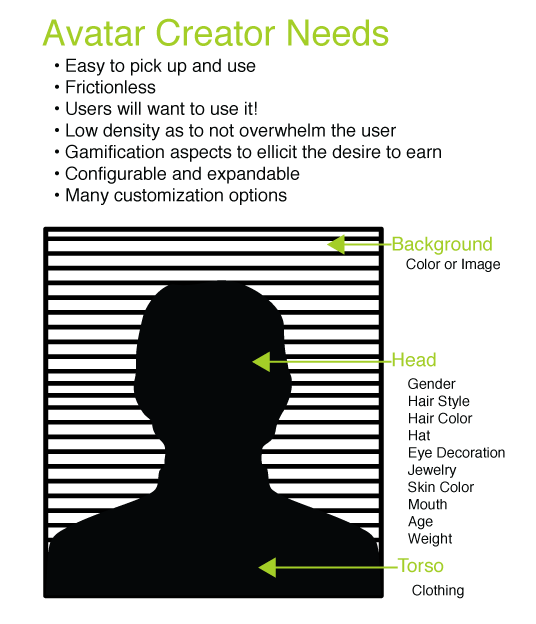 Avatar Creator Needs
• Easy to pick up and use
• Frictionless
• Users will want to use it!
• Low density as to not overwhelm the user
• Gamification aspects to ellicit the desire to earn
• Configurable and expandable
• Many customization options
Background
Color or Image
Head
Gender
Hair Style
Hair Color
Hat
Eye Decoration
Jewelry
Skin Color
Mouth
Age
Weight
Torso
Clothing